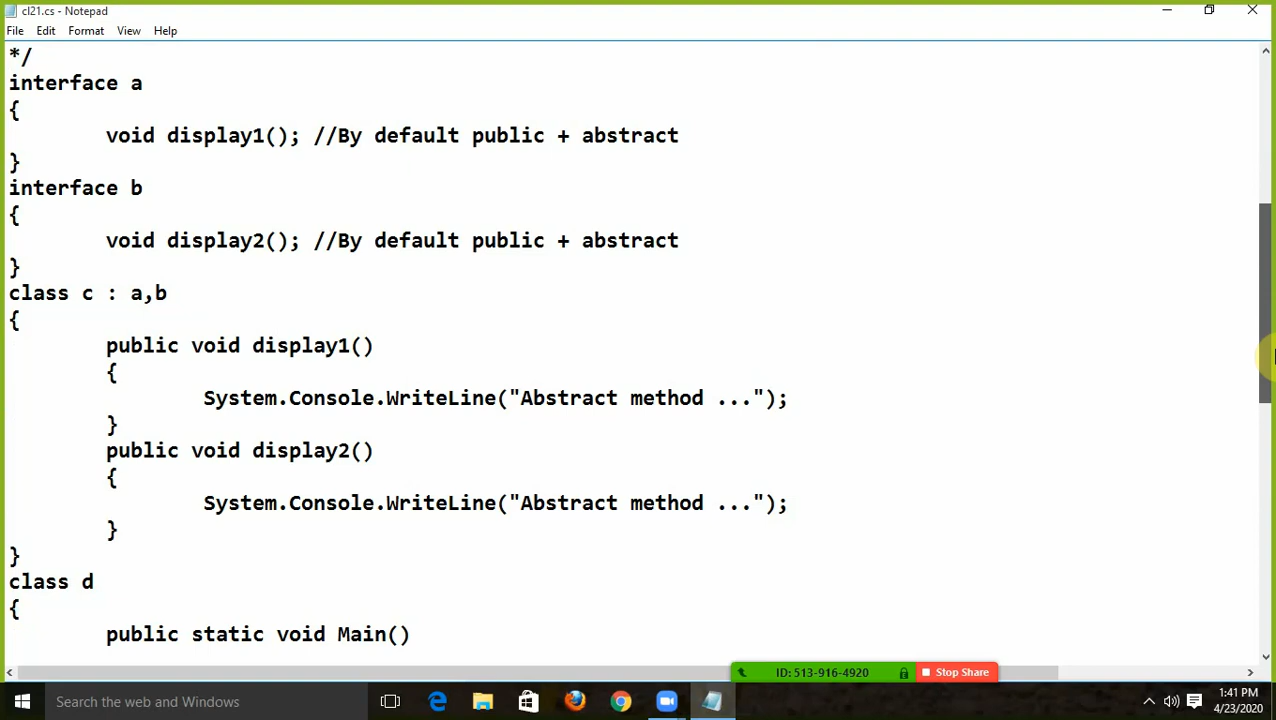 cl21.cs - Notepad
File Edit Format View Help
*/
interface a
{
void display1(); //By default public + abstract
}
interface b
{
void display2(); //By default public + abstract
}
class c : a,b
{
public void display1()
{
System.Console.WriteLine("Abstract method ...");
}
public void display2()
{
System.Console.WriteLine("Abstract method ...");
}
}
class d
{
public static void Main()
ID: 513-916-4920 Stop Share
Search the web and Windows
1:41 PM
4/23/2020